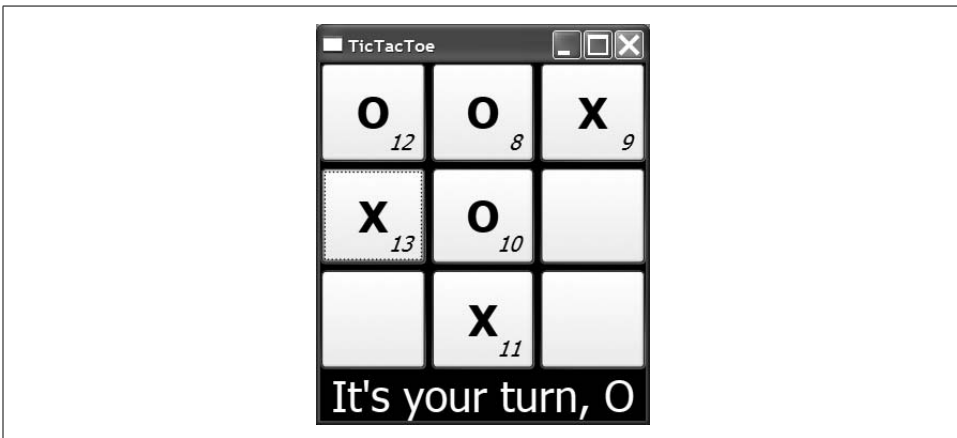 TicTacToe
O 12 O 8 X 9
X 13 O 10
X 11
It's your turn, O